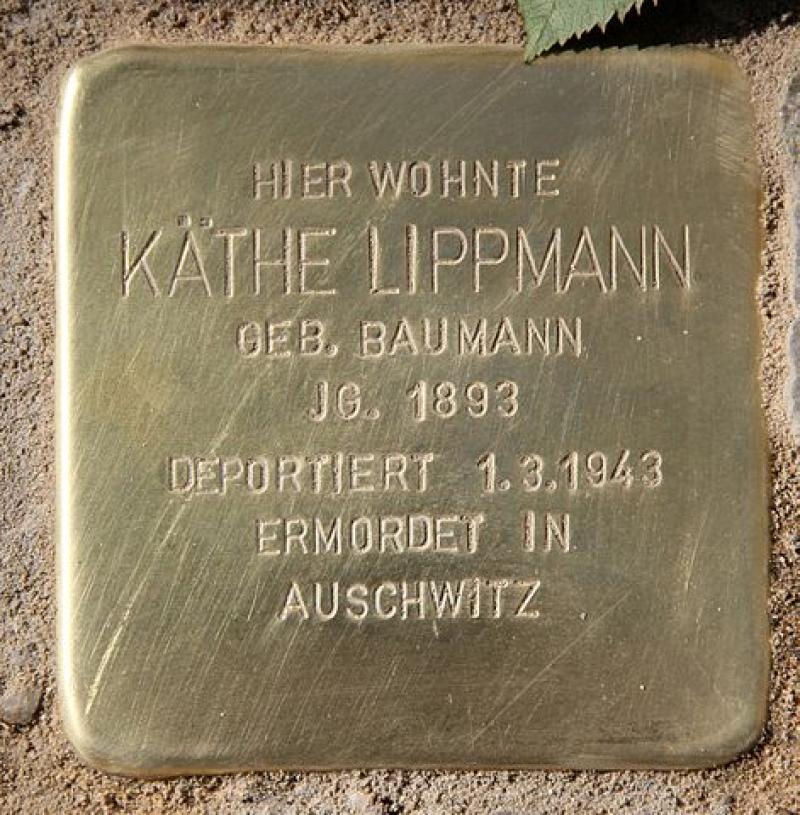 HIER WOHNTE
KÄTHE LIPPMANN
GEB. BAUMANN
JG. 1893
DEPORTIERT 1.3.1943
ERMORDET IN
AUSCHWITZ